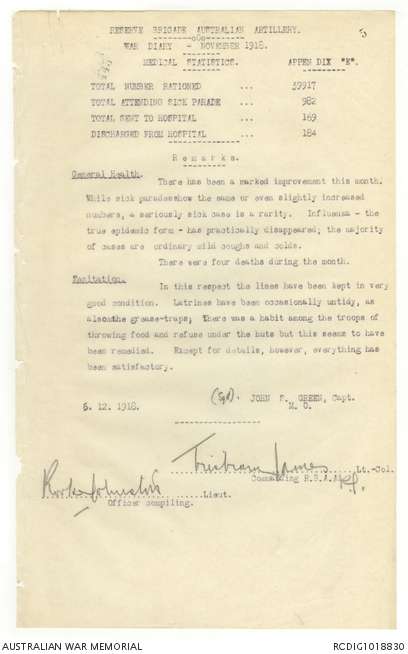 RESERVE BRIGADE AUSTRALIAN ARTILLERY.
--------oOo--------
WAR DIARY - NOVEMBER 1918.
5
MEDICAL STATISTICS. APPEN DIX "E".
TOTAL NUMBER RATIONED ... 39917
TOTAL ATTENDING SICK PARADE ... 982
TOTAL SENT TO HOSPITAL ... 169
DISCHARGED FROM HOSPITAL ... 184
Remarks.
General Health.
There has been a marked improvement this month.
While sick paradesshow the same or even slightly increased
numbers, a seriously sick case is a rarity. Influenza - the
true epidemic form - has practically disappeared; the majority
of cases are ordinary mild coughs and colds.
There were four deaths during the month.
Sanitation.
In this respect the lines have been kept in very
good condition. Latrines have been occasionally untidy, as
also the grease-traps; There was a habit among the troops of
throwing food and refuse under the huts but this seems to have
been remedied. Except for details, however, everything has
been satisfactory.
(Sgd). JOHN S. GREEN, Capt.
5. 12. 1918. M. O.
Tristram James Lt.-Col.
Commanding R.B.A.A.
Lieut.
Officer compiling.
AUSTRALIAN WAR MEMORIAL RCDIG1018830